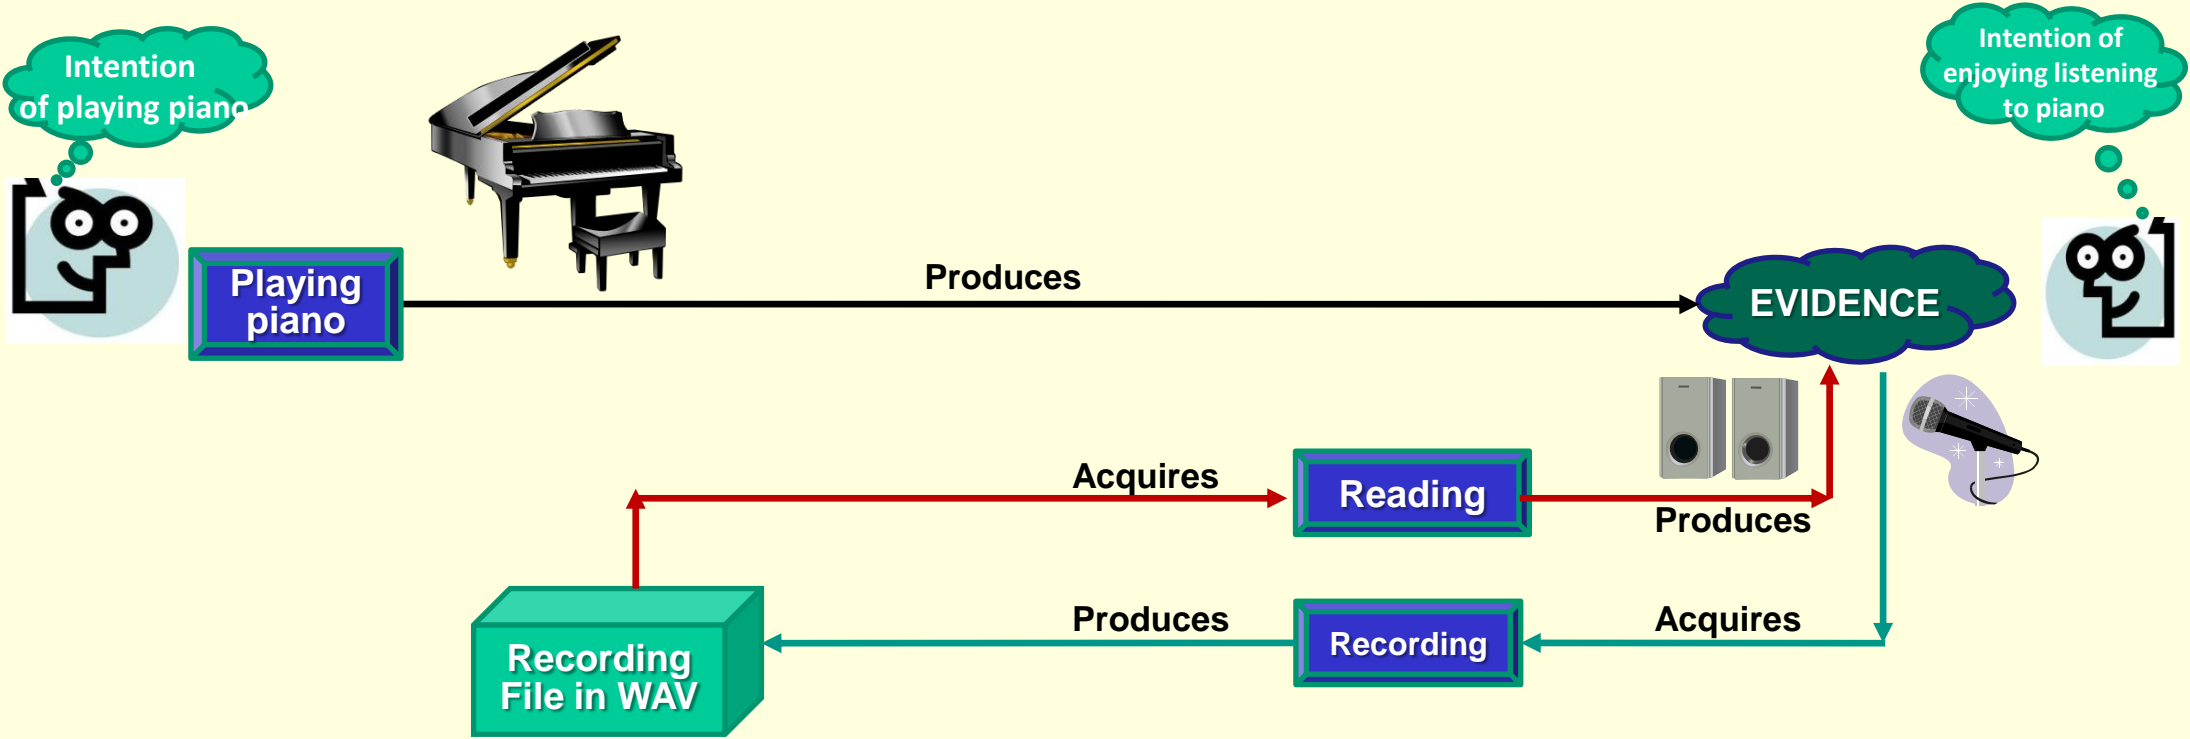 Intention
of playing piano
Intention of
enjoying listening
to piano
Playing
piano
Produces
EVIDENCE
Acquires
Reading
Produces
Produces
Recording
Acquires
Recording
File in WAV